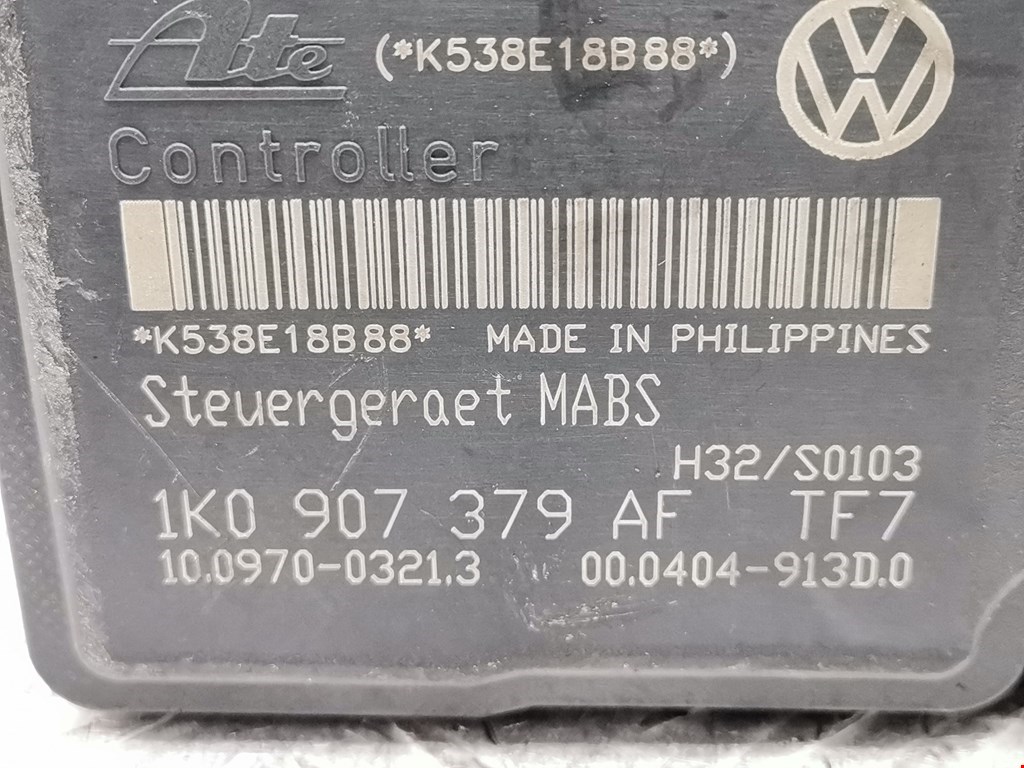 Ate (*K538E18B88*) VW
Controller
*K538E18B88* MADE IN PHILIPPINES
Steuergeraet MABS
H32/S0103
1K0 907 379 AF TF7
10.0970-0321.3 00.0404-913D.0